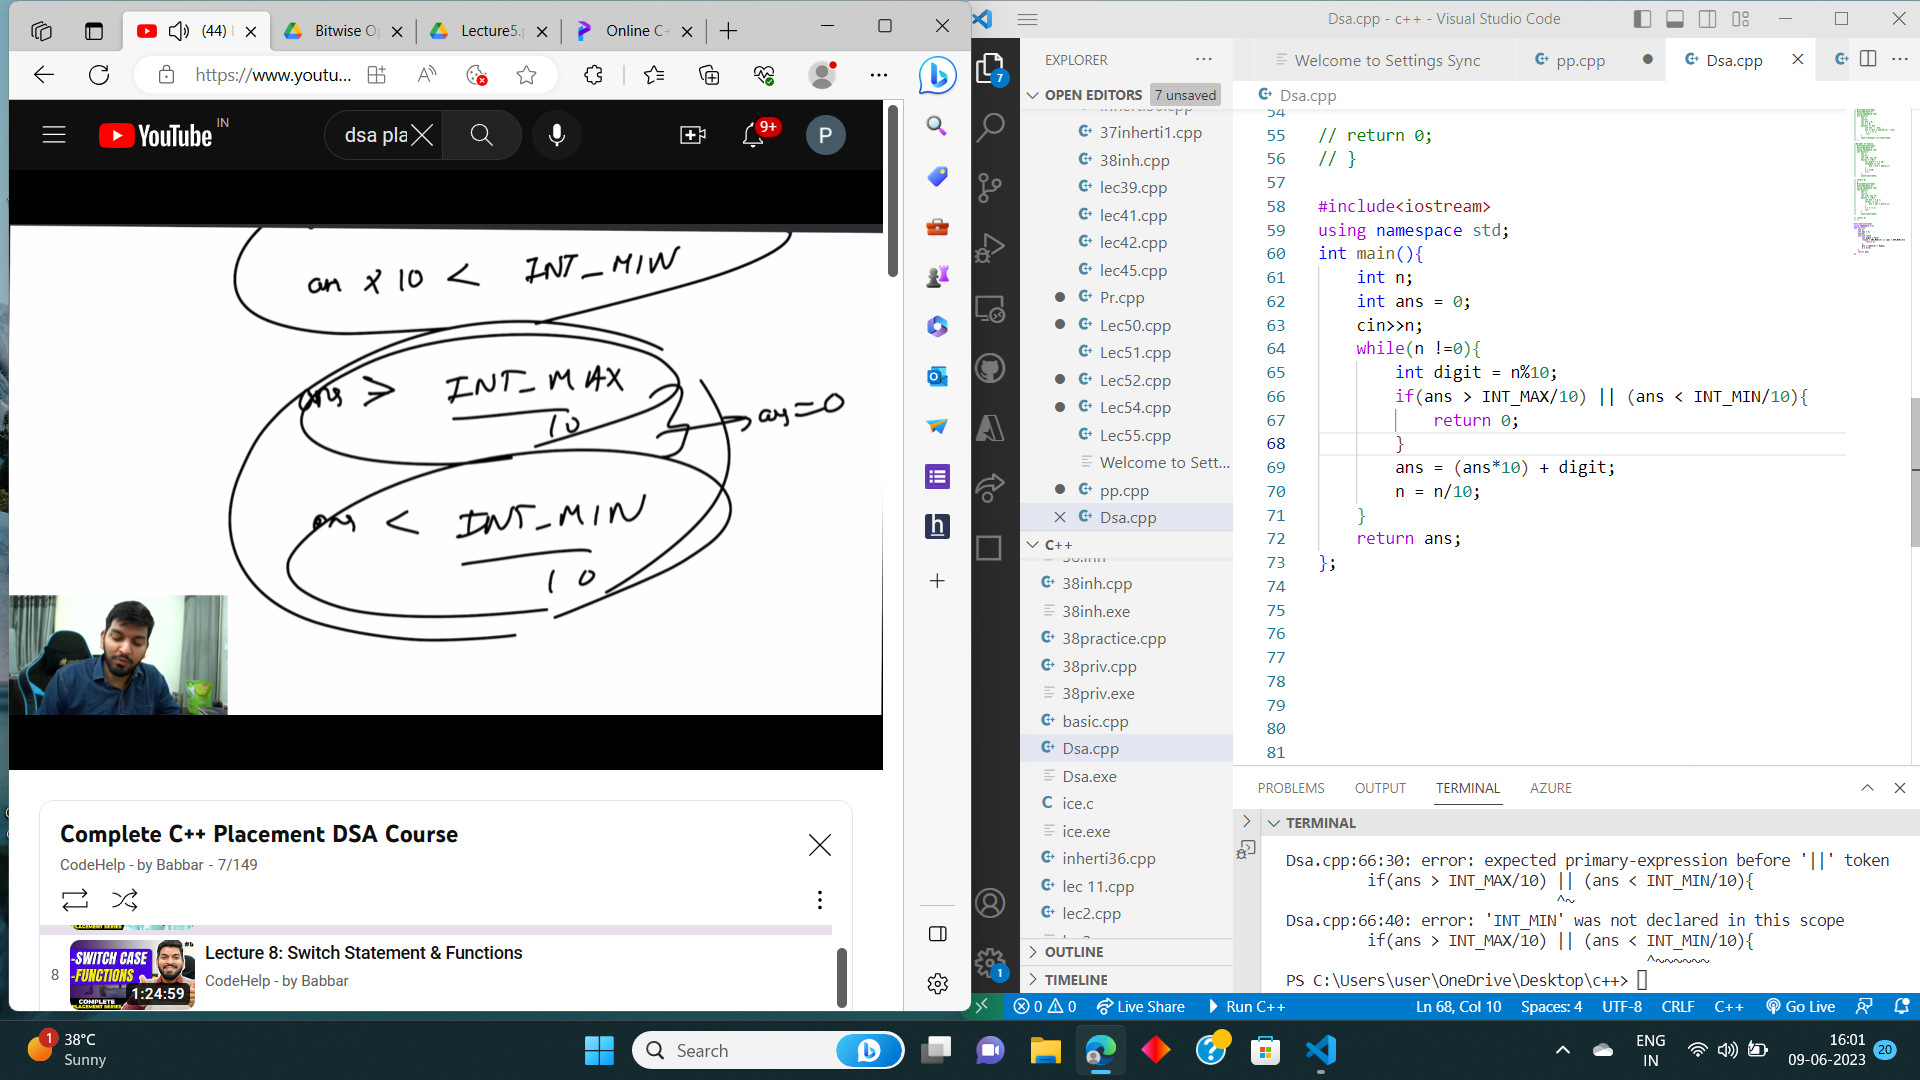 (44)
Bitwise O
Lecture5.
Online C
https://www.youtu...
YouTube IN
dsa pla
9+
P
an x 10 < INT_MIN
ans > INT_MAX
10
ans < INT_MIN
10
→ ans=0
Complete C++ Placement DSA Course
CodeHelp - by Babbar - 7/149
8
-SWITCH CASE
-FUNCTIONS
COMPLETE
1:24:59
Lecture 8: Switch Statement & Functions
CodeHelp - by Babbar
Dsa.cpp - c++ - Visual Studio Code
7
1
EXPLORER
OPEN EDITORS 7 unsaved
37inherti1.cpp
38inh.cpp
lec39.cpp
lec41.cpp
lec42.cpp
lec45.cpp
Pr.cpp
Lec50.cpp
Lec51.cpp
Lec52.cpp
Lec54.cpp
Lec55.cpp
Welcome to Sett...
pp.cpp
Dsa.cpp
C++
38inh.cpp
38inh.exe
38practice.cpp
38priv.cpp
38priv.exe
basic.cpp
Dsa.cpp
Dsa.exe
ice.c
ice.exe
inherti36.cpp
lec 11.cpp
lec2.cpp
OUTLINE
TIMELINE
Welcome to Settings Sync
pp.cpp
Dsa.cpp
Dsa.cpp
54
55 // return 0;
56 // }
57
58 #include<iostream>
59 using namespace std;
60 int main(){
61 int n;
62 int ans = 0;
63 cin>>n;
64 while(n !=0){
65 int digit = n%10;
66 if(ans > INT_MAX/10) || (ans < INT_MIN/10){
67 return 0;
68 }
69 ans = (ans*10) + digit;
70 n = n/10;
71 }
72 return ans;
73 };
74
75
76
77
78
79
80
81
PROBLEMS OUTPUT TERMINAL AZURE
TERMINAL
Dsa.cpp:66:30: error: expected primary-expression before '||' token
if(ans > INT_MAX/10) || (ans < INT_MIN/10){
^~
Dsa.cpp:66:40: error: 'INT_MIN' was not declared in this scope
if(ans > INT_MAX/10) || (ans < INT_MIN/10){
^~~~~~~
PS C:\Users\user\OneDrive\Desktop\c++>
0 0 Live Share Run C++ Ln 68, Col 10 Spaces: 4 UTF-8 CRLF C++ Go Live
1
38°C
Sunny
Search
ENG
IN
16:01
09-06-2023
20